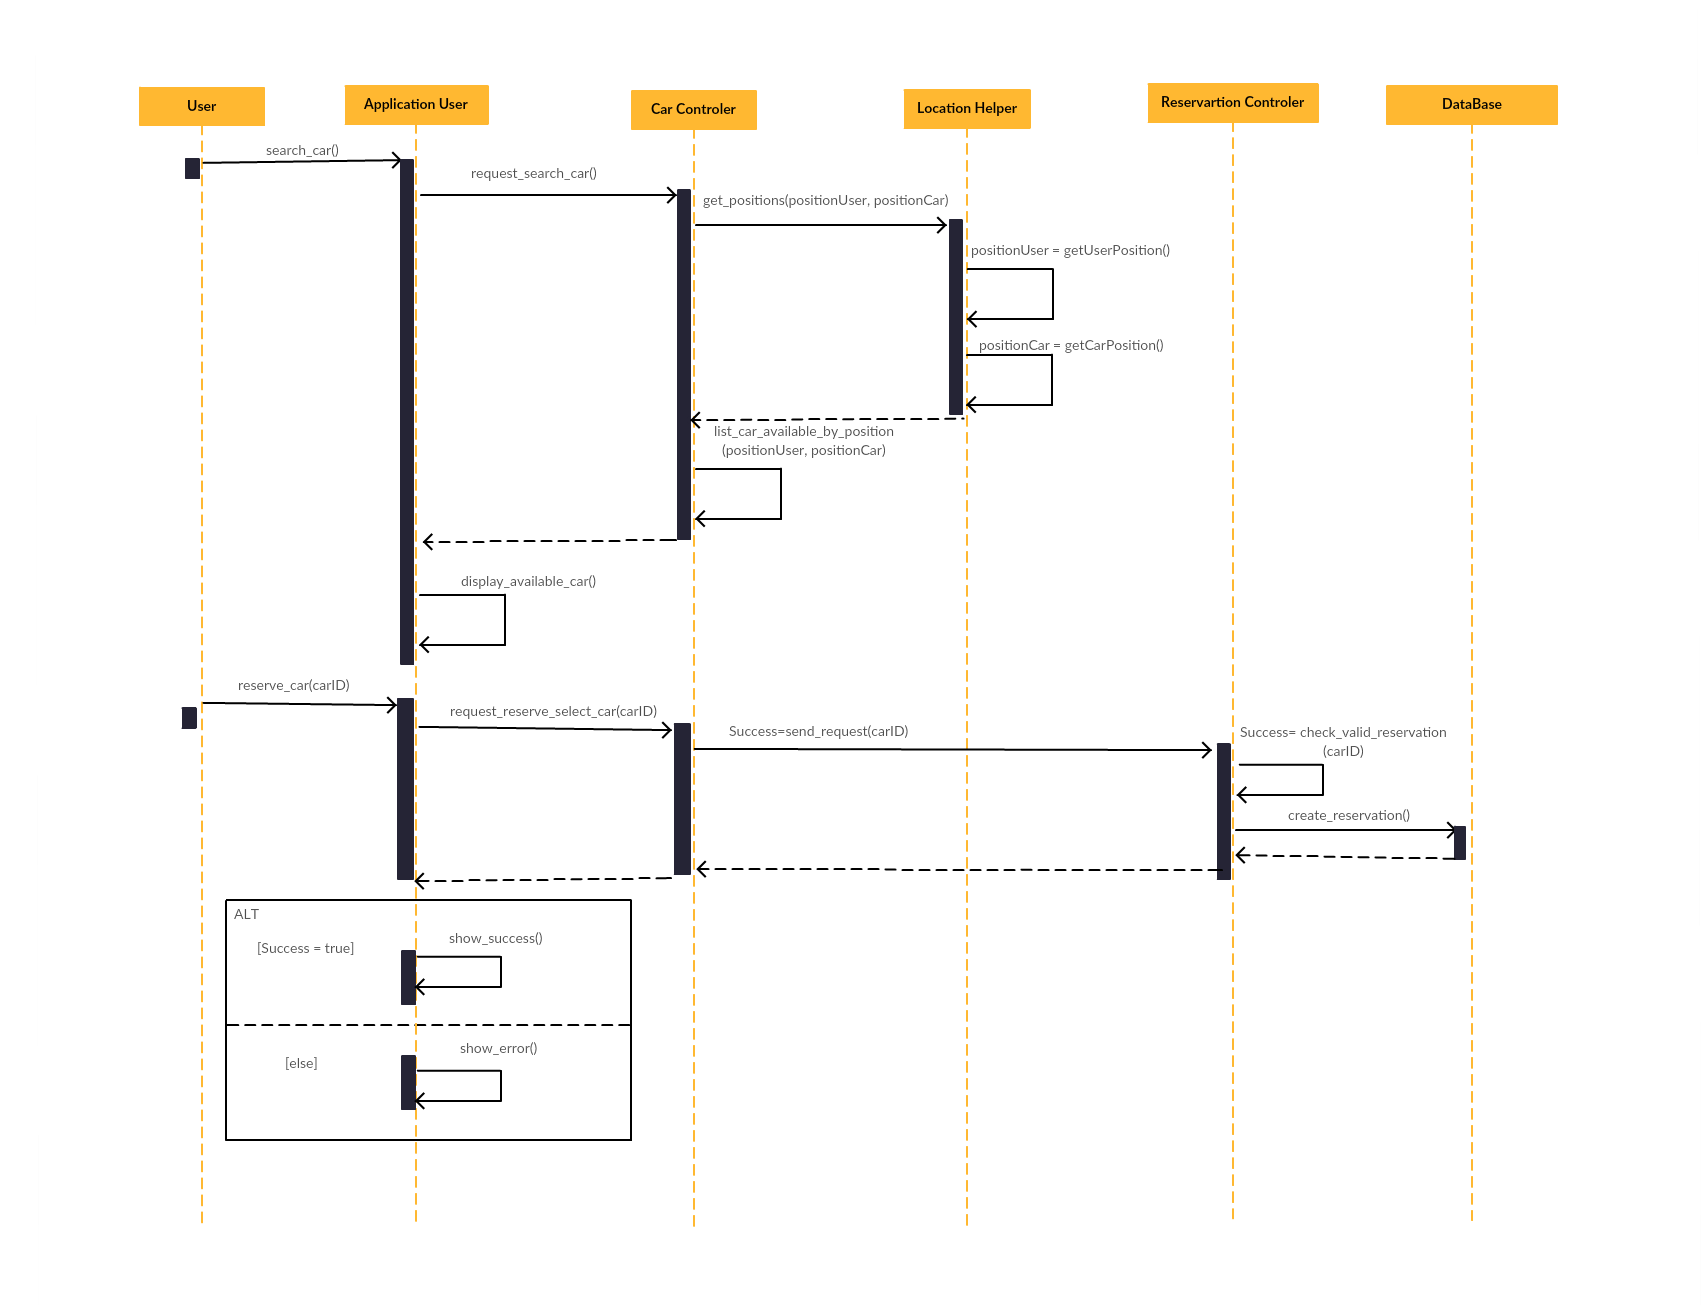 User
Application User
Car Controler
Location Helper
Reservartion Controler
DataBase
search_car()
request_search_car()
get_positions(positionUser, positionCar)
positionUser = getUserPosition()
positionCar = getCarPosition()
list_car_available_by_position
(positionUser, positionCar)
display_available_car()
reserve_car(carID)
request_reserve_select_car(carID)
Success=send_request(carID)
Success= check_valid_reservation
(carID)
create_reservation()
ALT
[Success = true]
show_success()
[else]
show_error()